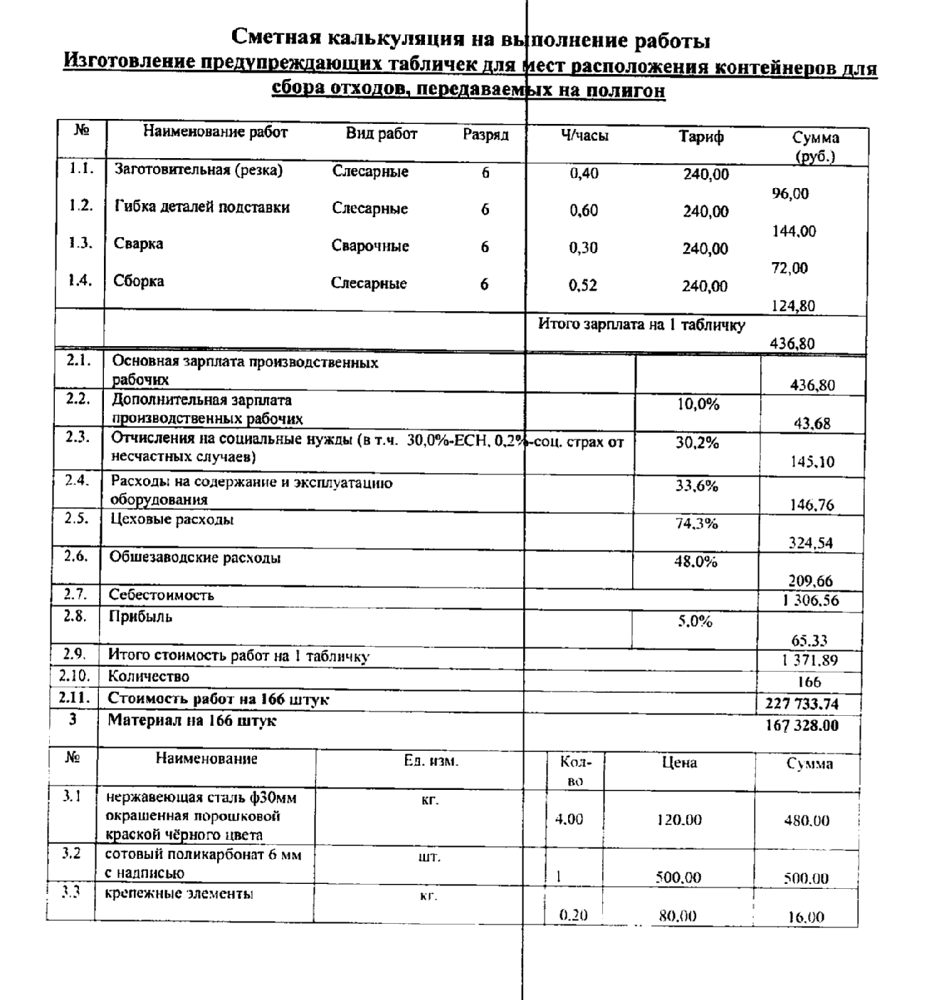 Сметная калькуляция на выполнение работы
Изготовление предупреждающих табличек для мест расположения контейнеров для
сбора отходов, передаваемых на полигон
№ Наименование работ Вид работ Разряд Ч/часы Тариф Сумма
(руб.)
1.1. Заготовительная (резка) Слесарные 6 0,40 240,00
96,00
1.2. Гибка деталей подставки Слесарные 6 0,60 240,00
144,00
1.3. Сварка Сварочные 6 0,30 240,00
72,00
1.4. Сборка Слесарные 6 0,52 240,00
124,80
Итого зарплата на 1 табличку
436,80
2.1. Основная зарплата производственных
рабочих 436,80
2.2. Дополнительная зарплата 10,0%
производственных рабочих 43,68
2.3. Отчисления на социальные нужды (в т.ч. 30,0%-ЕСН, 0,2%-соц. страх от 30,2%
несчастных случаев) 145,10
2.4. Расходы на содержание и эксплуатацию 33,6%
оборудования 146,76
2.5. Цеховые расходы 74,3%
324,54
2.6. Обшезаводские расходы 48.0%
209,66
2.7. Себестоимость 1 306,56
2.8. Прибыль 5,0%
65.33
2.9. Итого стоимость работ на 1 табличку 1 371,89
2.10. Количество 166
2.11. Стоимость работ на 166 штук 227 733,74
3 Материал на 166 штук 167 328.00
№ Наименование Ед. изм. Кол- Цена Сумма
во
3.1 нержавеющая сталь ф30мм кг.
окрашенная порошковой 4.00 120.00 480.00
краской чёрного цвета
3.2 сотовый поликарбонат 6 мм шт.
с надписью 1 500.00 500.00
3.3 крепежные элементы кг.
0.20 80,00 16,00